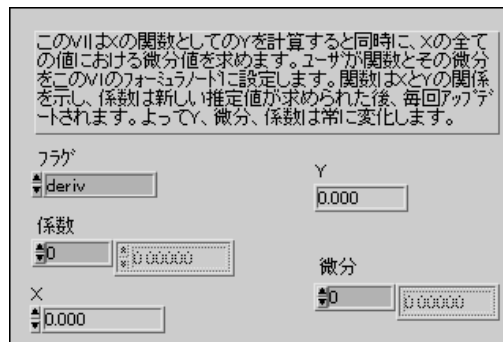 このVIはXの関数としてのYを計算すると同時に、Xの全て
の値における微分値を求めます。ユーザが関数とその微分
をこのVIのフォーミュラノードに設定します。関数はXとYの関係
を示し、係数は新しい推定値が求められた後、毎回アップデ
ートされます。よってY、微分、係数は常に変化します。
フラグ
deriv
Y
0.000
係数
0
0.00000
微分
0
0.00000
X
0.000